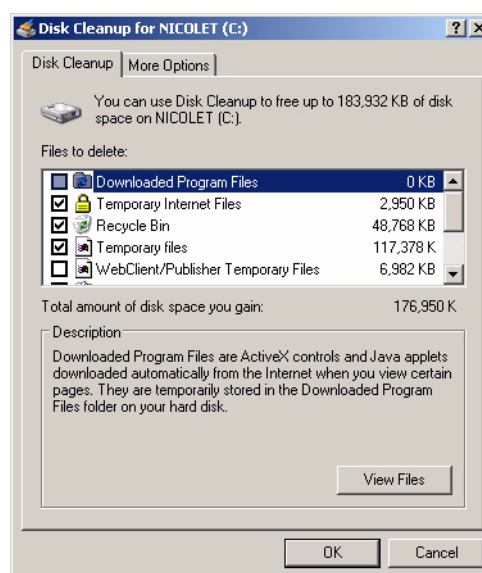 Disk Cleanup for NICOLET (C:)
Disk Cleanup
More Options
You can use Disk Cleanup to free up to 183,932 KB of disk
space on NICOLET (C:).
Files to delete:
Downloaded Program Files 0 KB
Temporary Internet Files 2,950 KB
Recycle Bin 48,768 KB
Temporary files 117,378 K
WebClient/Publisher Temporary Files 6,982 KB
Total amount of disk space you gain: 176,950 K
Description
Downloaded Program Files are ActiveX controls and Java applets
downloaded automatically from the Internet when you view certain
pages. They are temporarily stored in the Downloaded Program
Files folder on your hard disk.
View Files
OK
Cancel